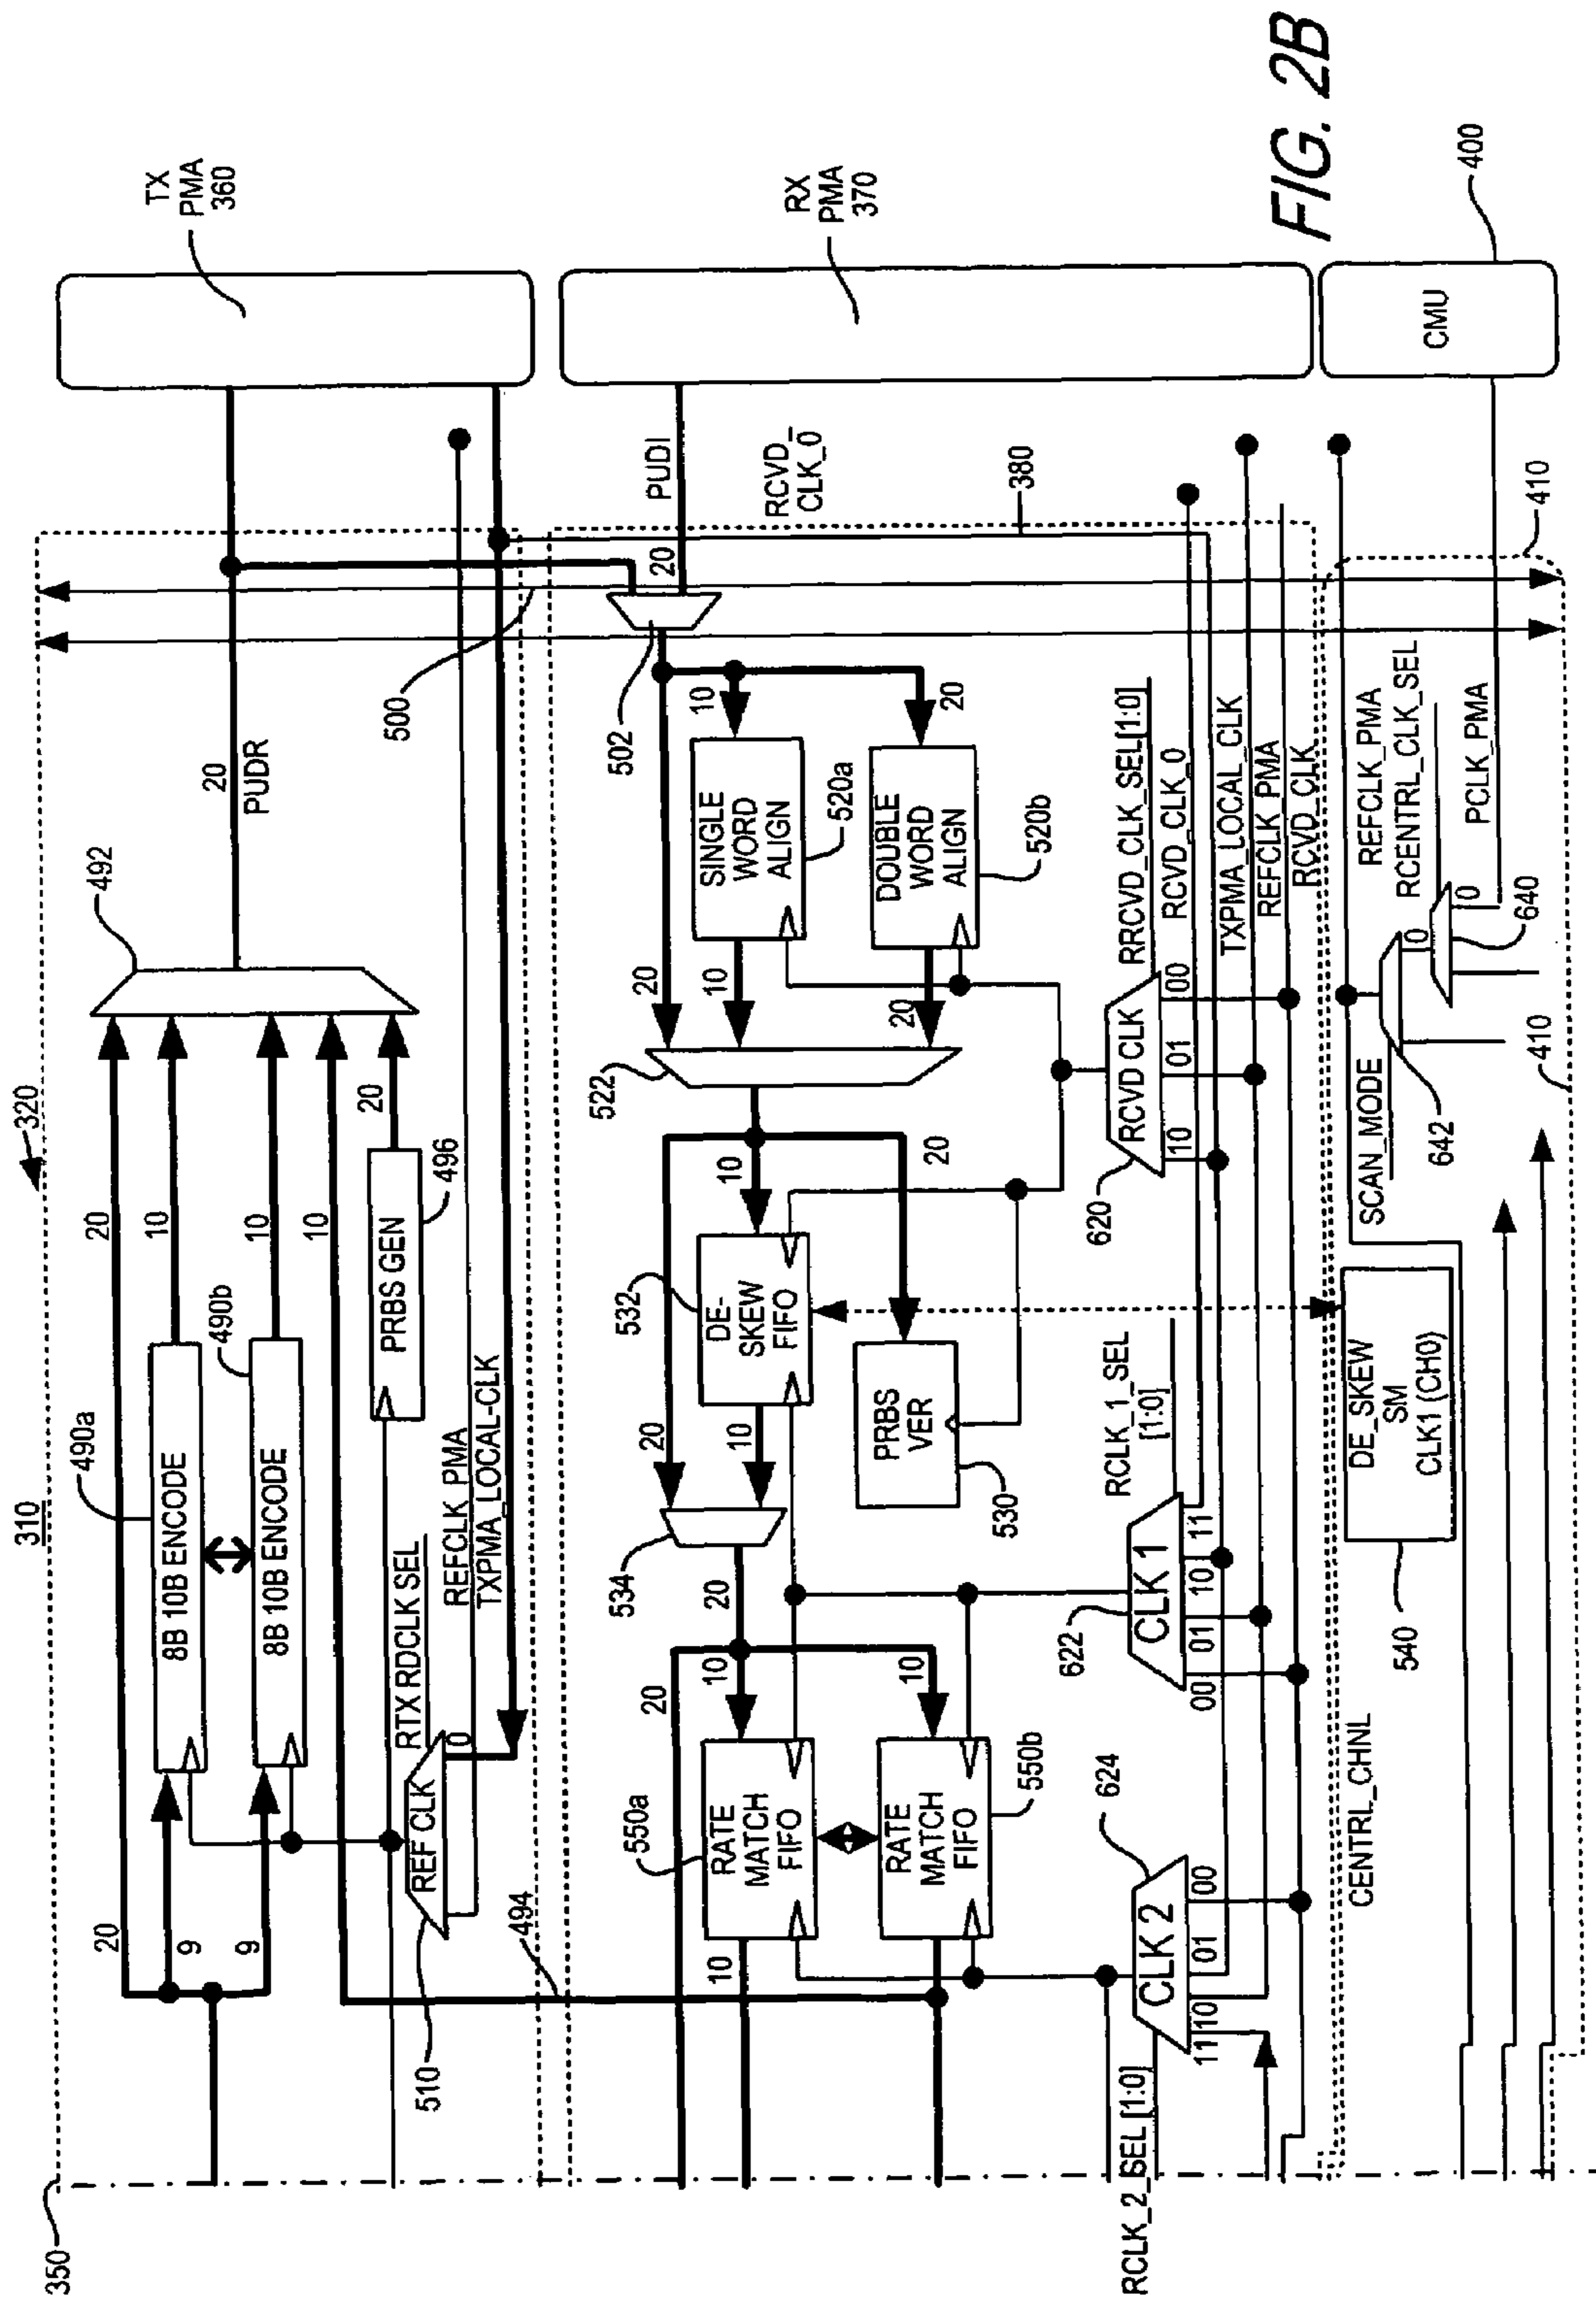 FIG. 2B
350
310
320
TX
PMA
360
RX
PMA
370
CMU
400
20
9
9
490a
8B 10B ENCODE
490b
8B 10B ENCODE
20
10
10
10
20
PRBS GEN
496
492
20
PUDR
500
510
REF CLK
0
RTX RDCLK SEL
REFCLK_PMA
TXPMA_LOCAL-CLK
494
PUDI
20
RCVD_
CLK_0
380
502
10
20
SINGLE
WORD
ALIGN
520a
DOUBLE
WORD
ALIGN
520b
20
10
20
522
10
20
532
DE-
SKEW
FIFO
PRBS
VER
530
20
10
534
20
20
10
10
550a
RATE
MATCH
FIFO
RATE
MATCH
FIFO
550b
10
RRCVD_CLK_SEL[1:0]
RCVD_CLK_0
TXPMA_LOCAL_CLK
REFCLK_PMA
RCVD_CLK
RCVD CLK
00
01
10
620
RCLK_1_SEL
[1:0]
CLK 1
11
10
01
00
622
CLK 2
624
00
01
10
11
RCLK_2_SEL [1:0]
CENTRL_CHNL
DE_SKEW
SM
CLK1 (CH0)
540
SCAN_MODE
642
0
0
640
REFCLK_PMA
RCENTRL_CLK_SEL
PCLK_PMA
410
410